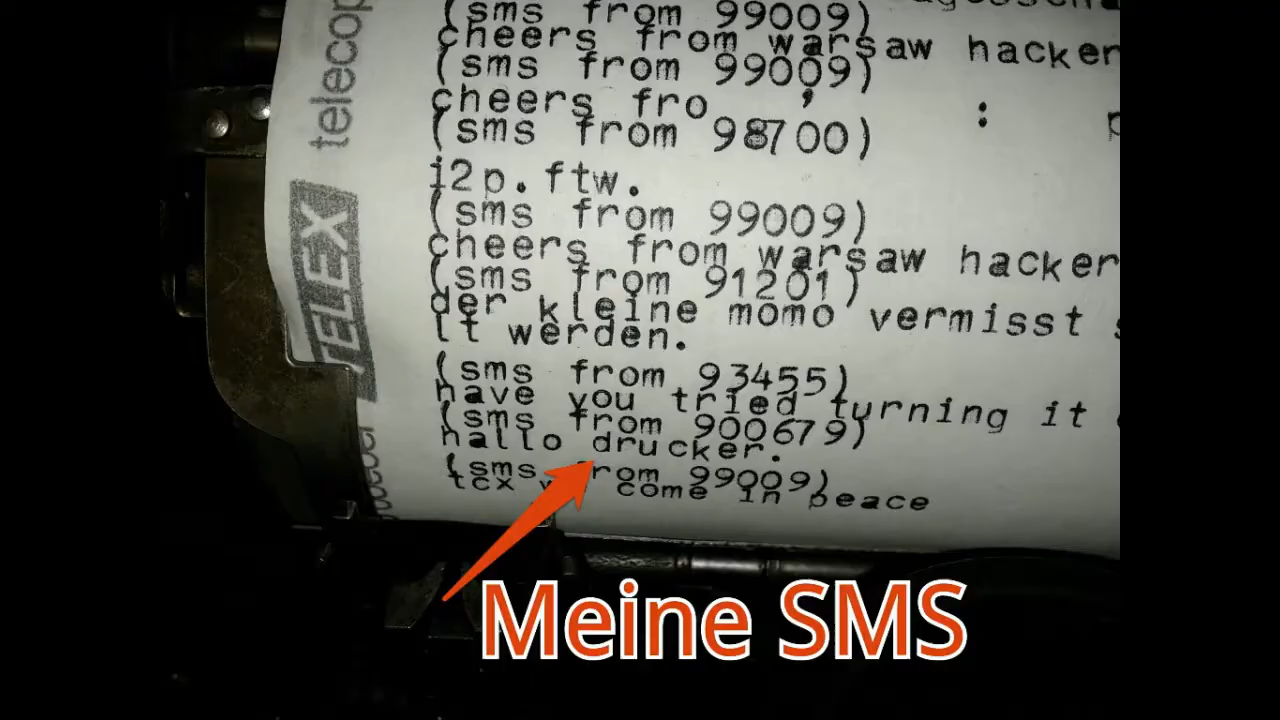 (sms from 99009)
cheers from warsaw hacker
(sms from 99009)
cheers fro , : p
(sms from 98700)
i2p.ftw.
(sms from 99009)
cheers from warsaw hacker
(sms from 91201)
der kleine momo vermisst s
lt werden.
(sms from 93455)
have you tried turning it
(sms from 900679)
hallo drucker.
(sms from 99009)
come in peace
telecop
TELEX
Meine SMS